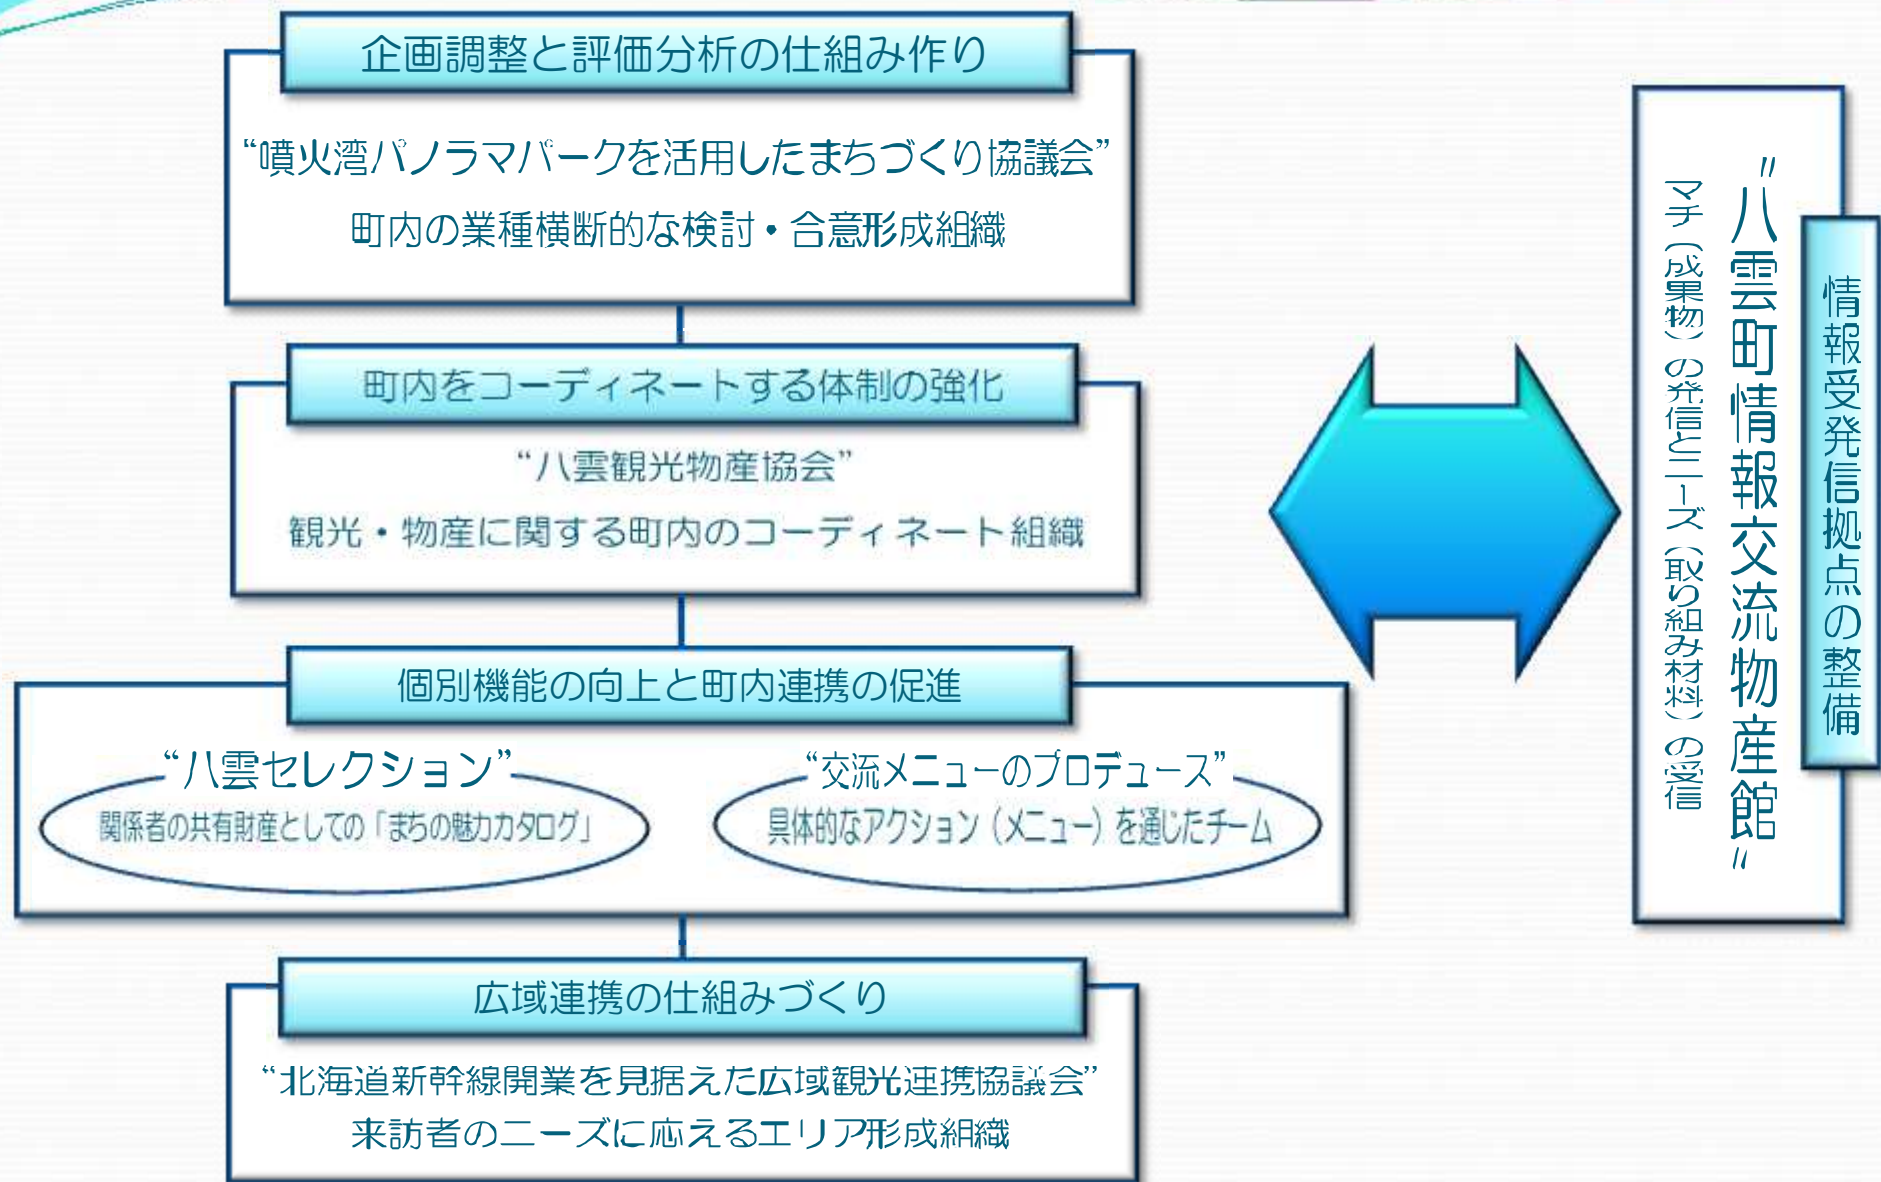 企画調整と評価分析の仕組み作り
“噴火湾パノラマパークを活用したまちづくり協議会”
町内の業種横断的な検討・合意形成組織
町内をコーディネートする体制の強化
“八雲観光物産協会”
観光・物産に関する町内のコーディネート組織
個別機能の向上と町内連携の促進
“八雲セレクション”
関係者の共有財産としての「まちの魅力カタログ」
“交流メニューのプロデュース”
具体的なアクション（メニュー）を通じたチーム
広域連携の仕組みづくり
“北海道新幹線開業を見据えた広域観光連携協議会”
来訪者のニーズに応えるエリア形成組織
情報受発信拠点の整備
“八雲町情報交流物産館”
マチ（成果物）の発信とニーズ（取り組み材料）の受信